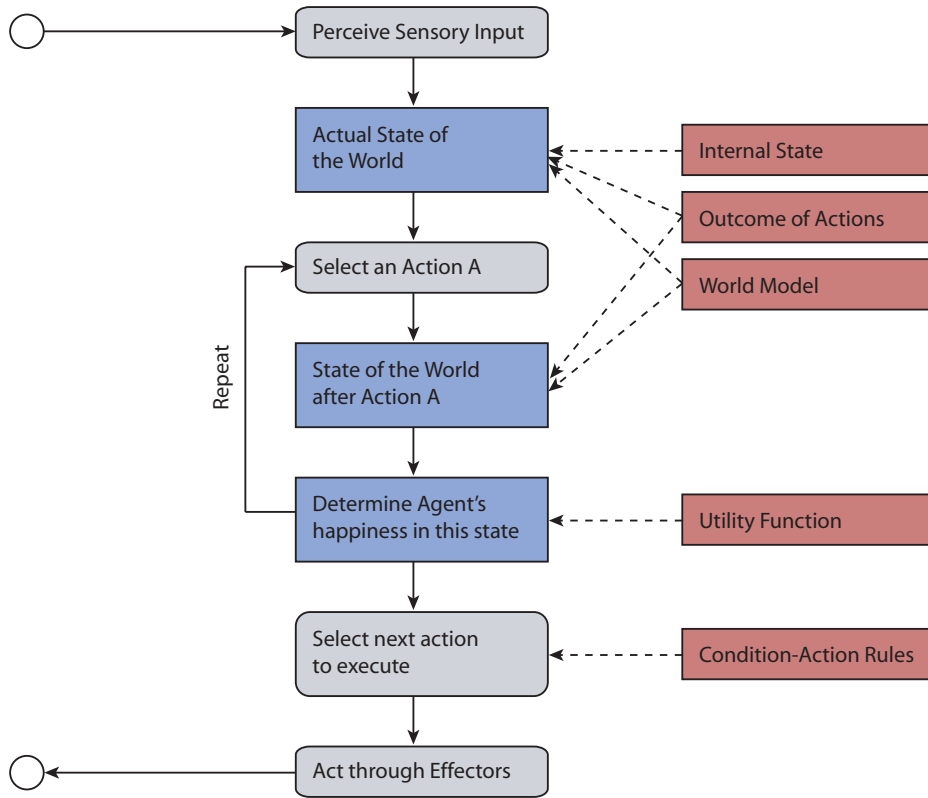 Perceive Sensory Input
Actual State of
the World
Internal State
Outcome of Actions
Select an Action A
World Model
State of the World
after Action A
Repeat
Determine Agent's
happiness in this state
Utility Function
Select next action
to execute
Condition-Action Rules
Act through Effectors